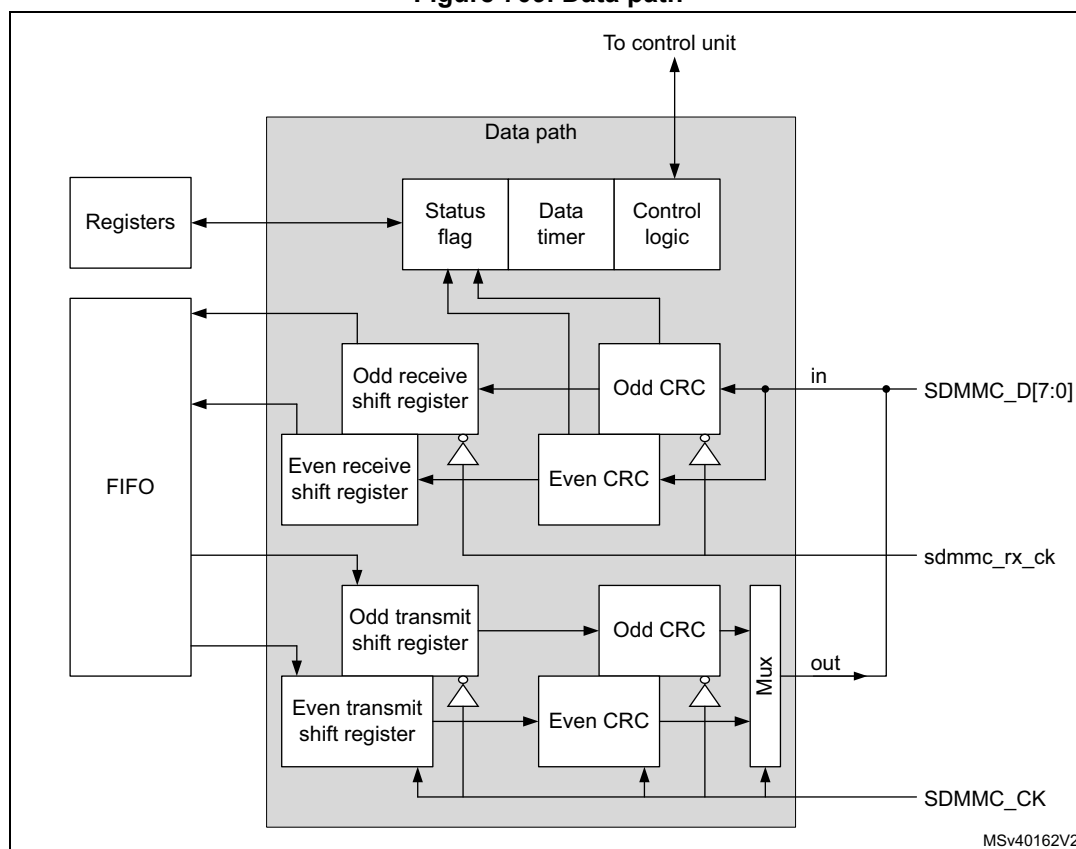 To control unit
Data path
Registers
Status
flag
Data
timer
Control
logic
FIFO
Odd receive
shift register
Odd CRC
in
SDMMC_D[7:0]
Even receive
shift register
Even CRC
sdmmc_rx_ck
Odd transmit
shift register
Odd CRC
Mux
out
Even transmit
shift register
Even CRC
SDMMC_CK
MSv40162V2